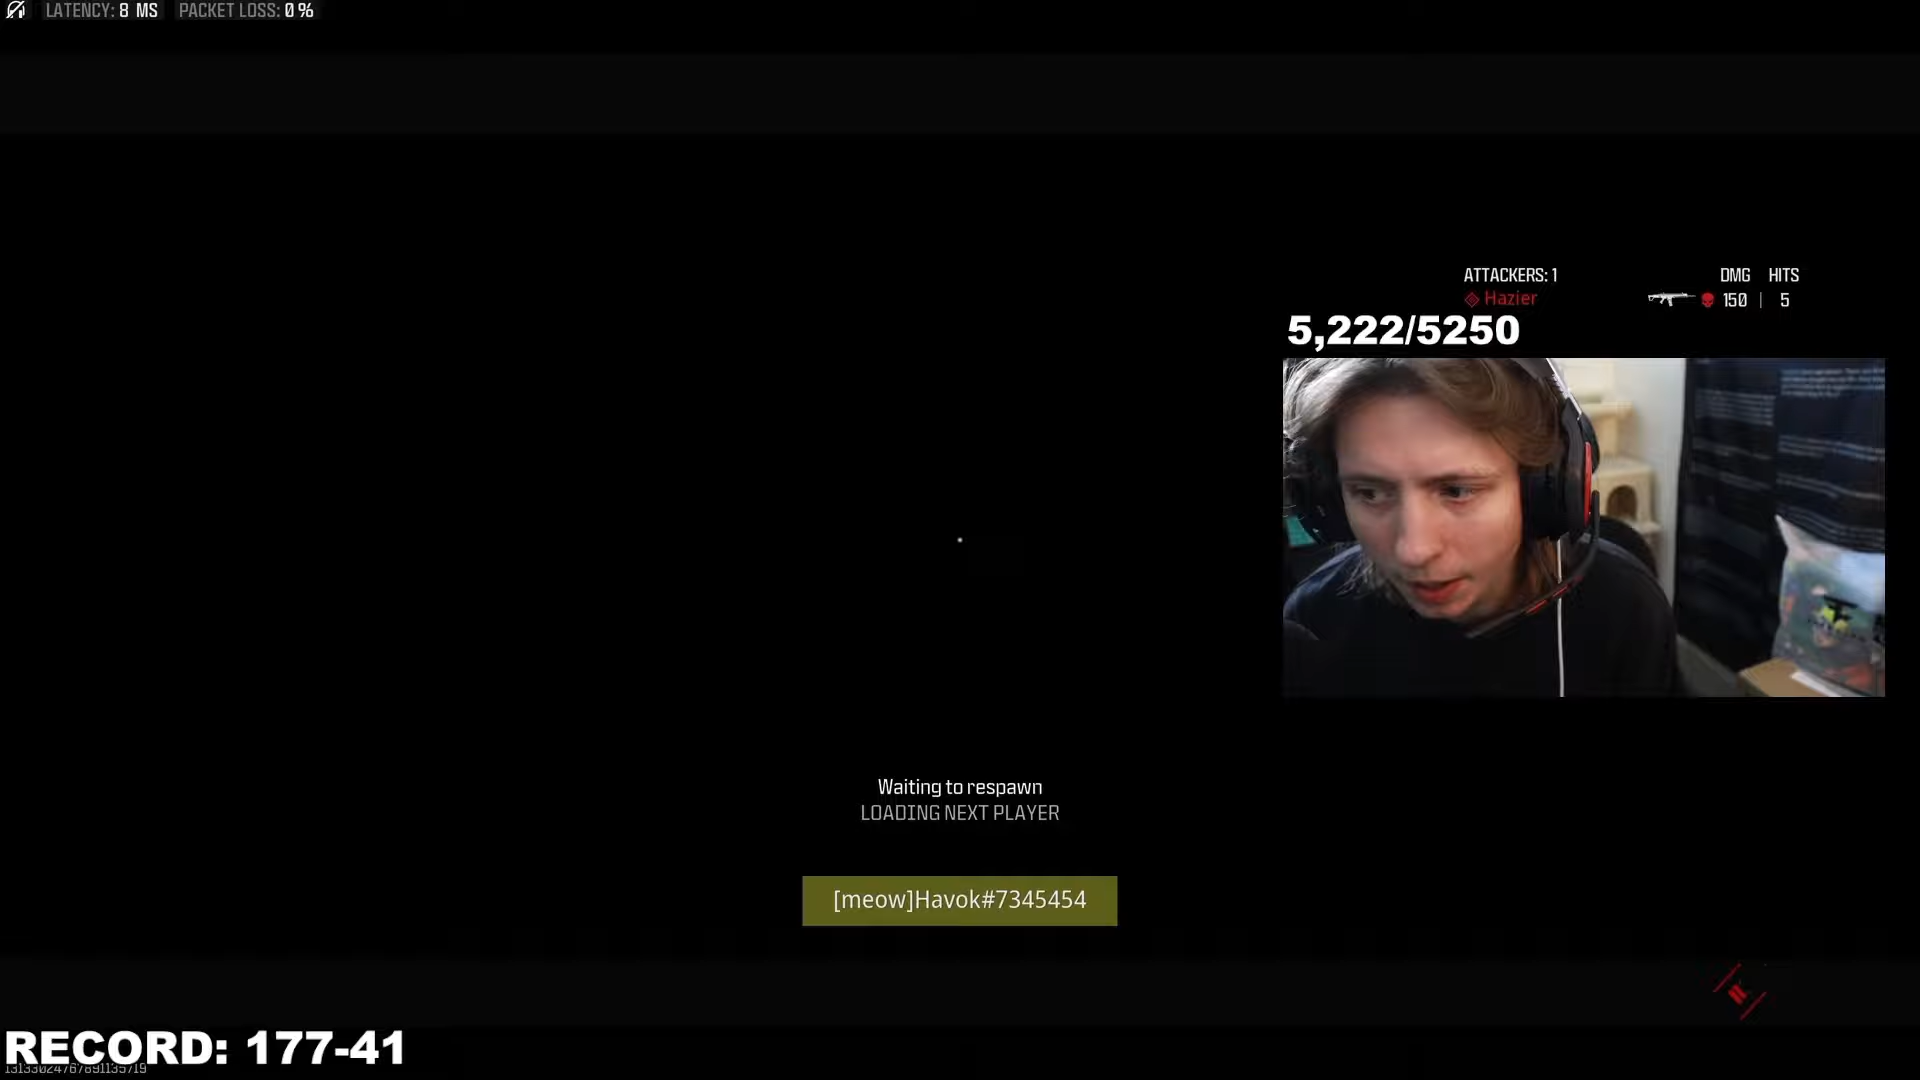 LATENCY: 8 MS PACKET LOSS: 0 %
ATTACKERS: 1 DMG HITS
Hazier 150 | 5
5,222/5250
Waiting to respawn
LOADING NEXT PLAYER
[meow]Havok#7345454
RECORD: 177-41